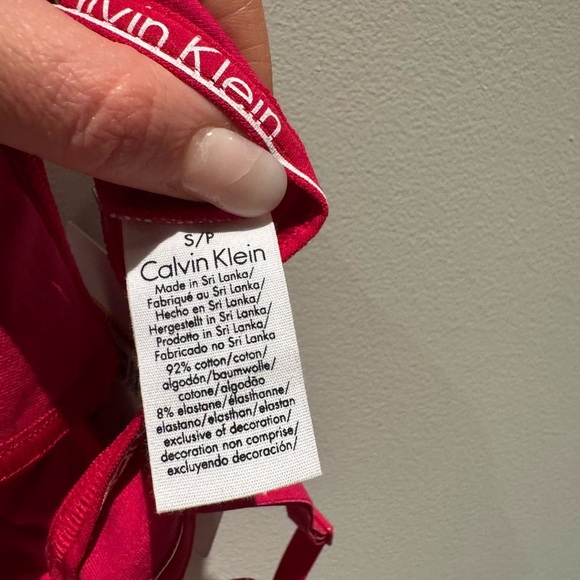 Calvin Klein
S/P
Calvin Klein
Made in Sri Lanka/
Fabriqué au Sri Lanka/
Hecho en Sri Lanka/
Hergestellt in Sri Lanka/
Prodotto in Sri Lanka/
Fabricado no Sri Lanka
92% cotton/coton/
algodón/baumwolle/
cotone/algodão
8% elastane/élasthanne/
elastano/elasthan/elastan
exclusive of decoration/
decoration non comprise/
excluyendo decoración/